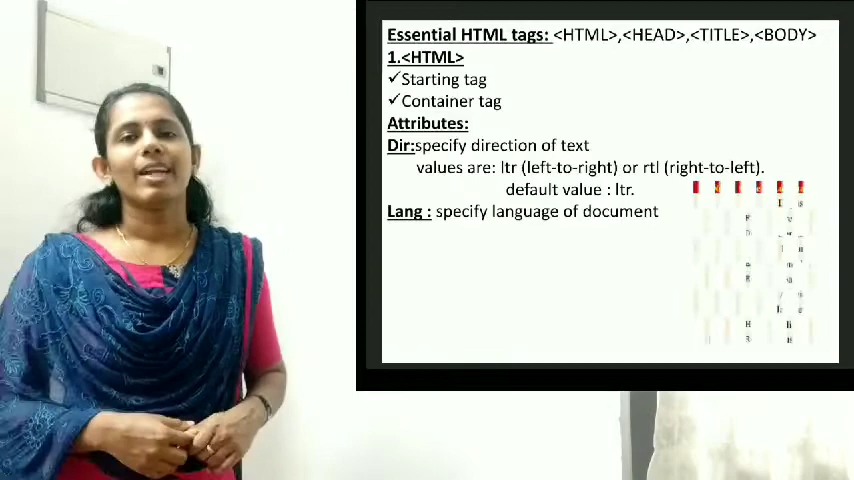 Essential HTML tags: <HTML>,<HEAD>,<TITLE>,<BODY>
1.<HTML>
✓Starting tag
✓Container tag
Attributes:
Dir:specify direction of text
values are: ltr (left-to-right) or rtl (right-to-left).
default value : ltr.
Lang : specify language of document